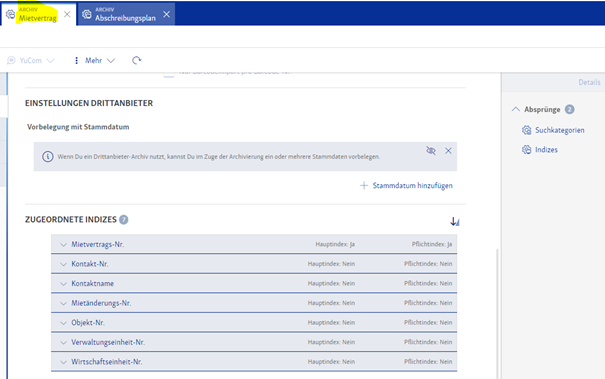 ARCHIV
Mietvertrag
ARCHIV
Abschreibungsplan
YuCom
Mehr
Details
EINSTELLUNGEN DRITTANBIETER
Absprünge 2
Vorbelegung mit Stammdatum
Suchkategorien
Indizes
Wenn Du ein Drittanbieter-Archiv nutzt, kannst Du im Zuge der Archivierung ein oder mehrere Stammdaten vorbelegen.
Stammdatum hinzufügen
ZUGEORDNETE INDIZES 7
Mietvertrags-Nr. Hauptindex: Ja Pflichtindex: Ja
Kontakt-Nr. Hauptindex: Nein Pflichtindex: Nein
Kontaktname Hauptindex: Nein Pflichtindex: Nein
Mietänderungs-Nr. Hauptindex: Nein Pflichtindex: Nein
Objekt-Nr. Hauptindex: Nein Pflichtindex: Nein
Verwaltungseinheit-Nr. Hauptindex: Nein Pflichtindex: Nein
Wirtschaftseinheit-Nr. Hauptindex: Nein Pflichtindex: Nein